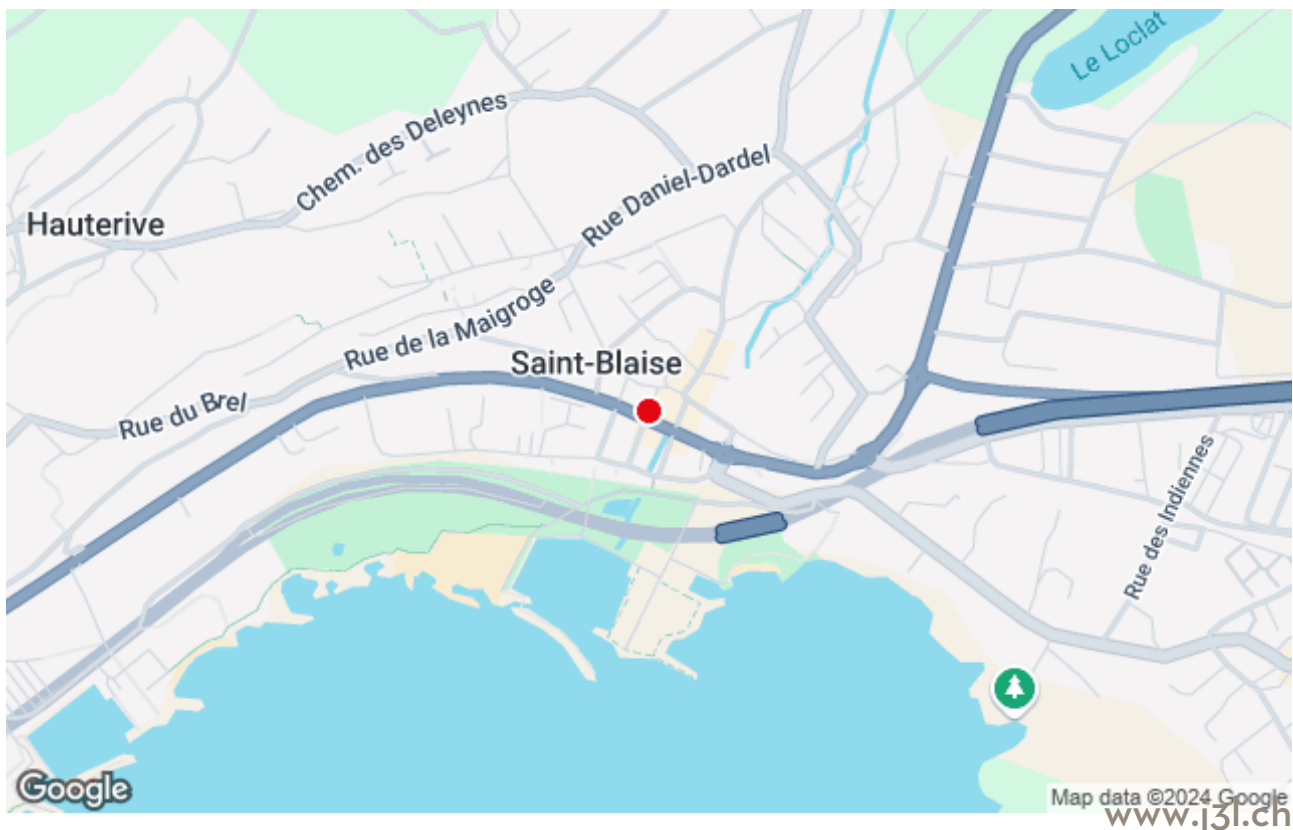 Le Loclat
Chem. des Deleynes
Rue Daniel-Dardel
Hauterive
Rue de la Maigroge
Saint-Blaise
Rue du Brel
Rue des Indiennes
Google
Map data ©2024 Google
www.j3l.ch